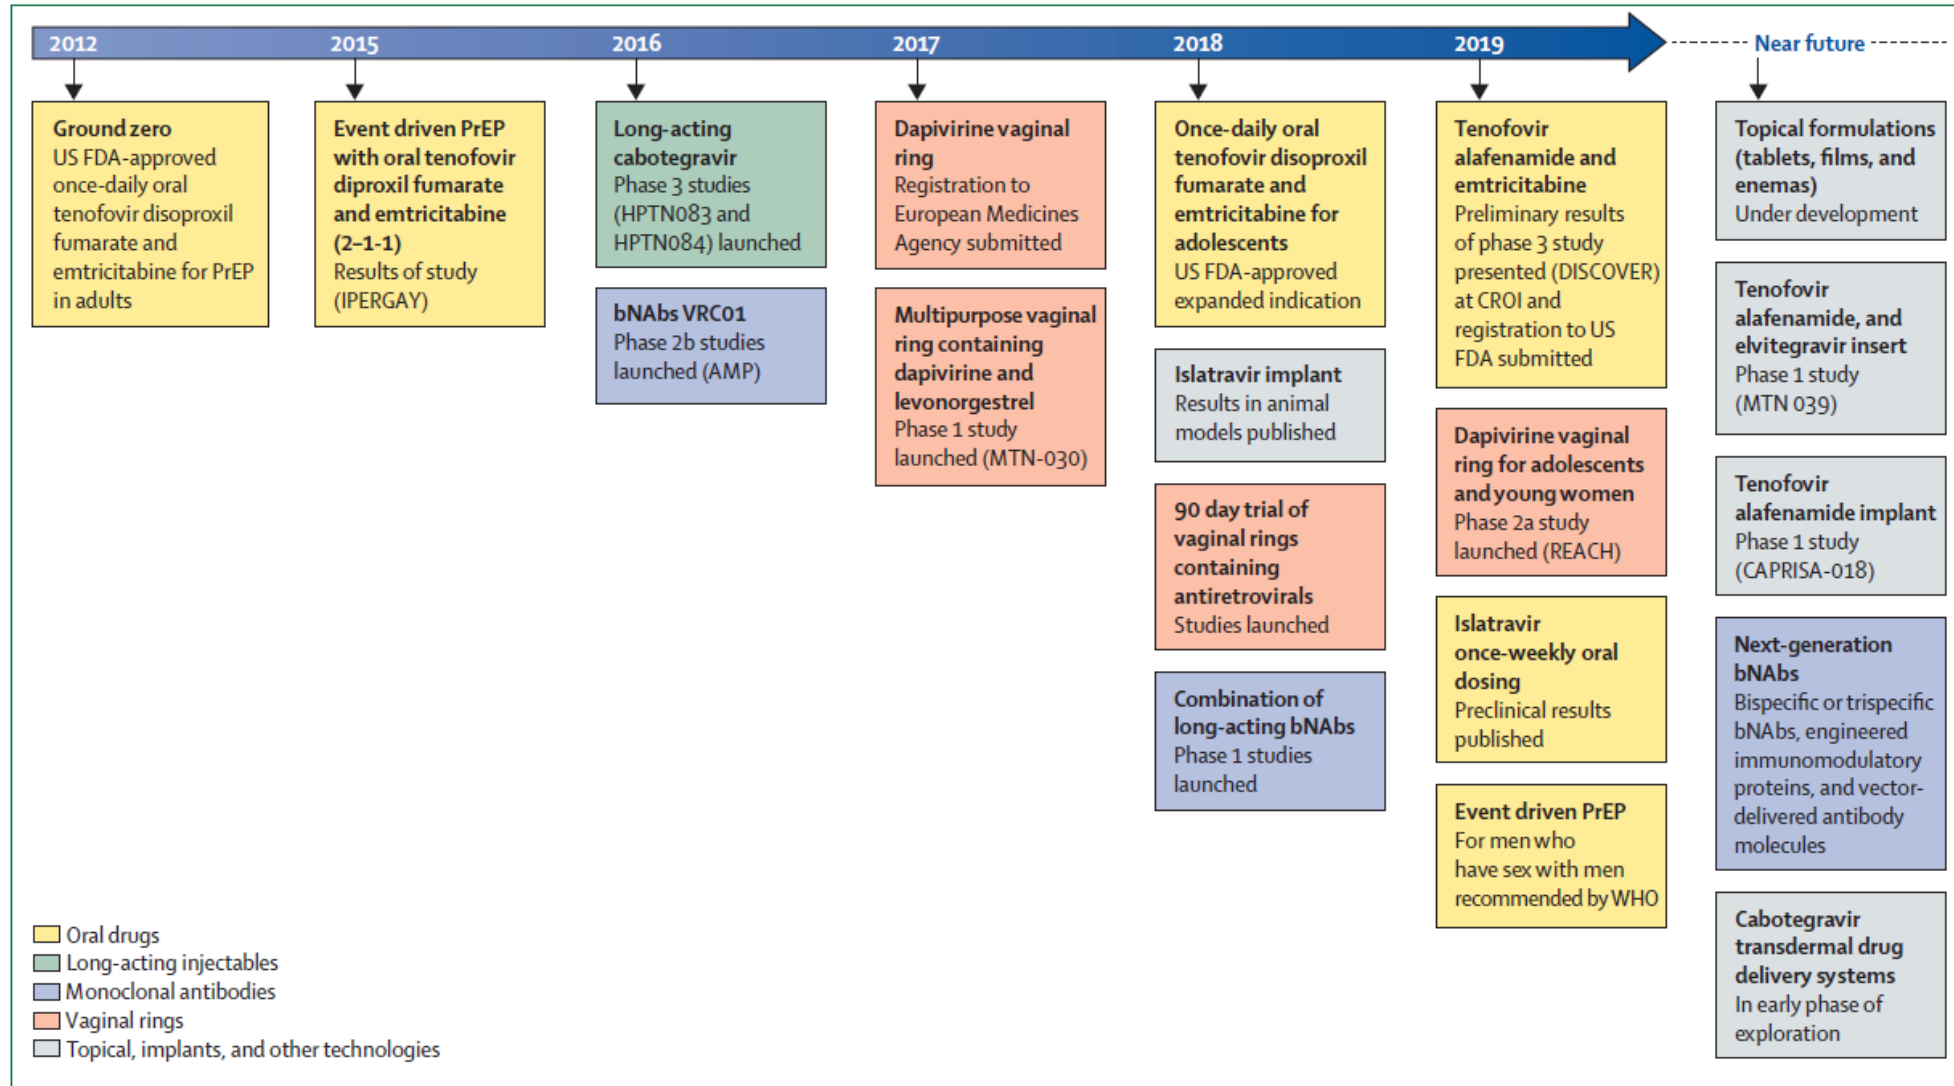 2012
2015
2016
2017
2018
2019
Near future
Ground zero
US FDA-approved
once-daily oral
tenofovir disoproxil
fumarate and
emtricitabine for PrEP
in adults
Event driven PrEP
with oral tenofovir
diproxil fumarate
and emtricitabine
(2–1-1)
Results of study
(IPERGAY)
Long-acting
cabotegravir
Phase 3 studies
(HPTN083 and
HPTN084) launched
bNAbs VRC01
Phase 2b studies
launched (AMP)
Dapivirine vaginal
ring
Registration to
European Medicines
Agency submitted
Multipurpose vaginal
ring containing
dapivirine and
levonorgestrel
Phase 1 study
launched (MTN-030)
Once-daily oral
tenofovir disoproxil
fumarate and
emtricitabine for
adolescents
US FDA-approved
expanded indication
Islatravir implant
Results in animal
models published
90 day trial of
vaginal rings
containing
antiretrovirals
Studies launched
Combination of
long-acting bNAbs
Phase 1 studies
launched
Tenofovir
alafenamide and
emtricitabine
Preliminary results
of phase 3 study
presented (DISCOVER)
at CROI and
registration to US
FDA submitted
Dapivirine vaginal
ring for adolescents
and young women
Phase 2a study
launched (REACH)
Islatravir
once-weekly oral
dosing
Preclinical results
published
Event driven PrEP
For men who
have sex with men
recommended by WHO
Topical formulations
(tablets, films, and
enemas)
Under development
Tenofovir
alafenamide, and
elvitegravir insert
Phase 1 study
(MTN 039)
Tenofovir
alafenamide implant
Phase 1 study
(CAPRISA-018)
Next-generation
bNAbs
Bispecific or trispecific
bNAbs, engineered
immunomodulatory
proteins, and vector-
delivered antibody
molecules
Cabotegravir
transdermal drug
delivery systems
In early phase of
exploration
Oral drugs
Long-acting injectables
Monoclonal antibodies
Vaginal rings
Topical, implants, and other technologies